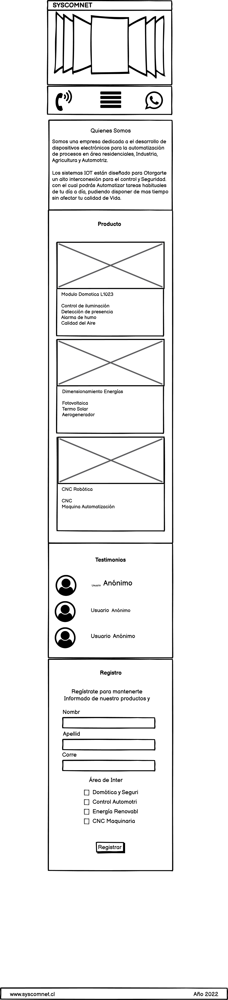 SYSCOMNET
Quienes Somos
Somos una empresa dedicada a el desarrollo de
dispositivos electrónicos para la automatización
de procesos en área residenciales, Industria,
Agricultura y Automotriz.
Los sistemas IOT están diseñado para Otorgarte
un alto interconexión para el control y Seguridad.
con el cual podrás Automatizar tareas habituales
de tu día a día, pudiendo disponer de mas tiempo
sin afectar tu calidad de Vida.
Producto
Modulo Domotica L1023
Control de iluminación
Detección de presencia
Alarma de humo
Calidad del Aire
Dimensionamiento Energías
Fotovoltaica
Termo Solar
Aerogenerador
CNC Robótica
CNC
Maquina Automatización
Testimonios
Usuario Anónimo
Usuario Anónimo
Usuario Anónimo
Registro
Regístrate para mantenerte
Informado de nuestro productos y
Nombr
Apellid
Corre
Área de Inter
Domótica y Seguri
Control Automotri
Energía Renovabl
CNC Maquinaria
Registrar
www.syscomnet.cl Año 2022